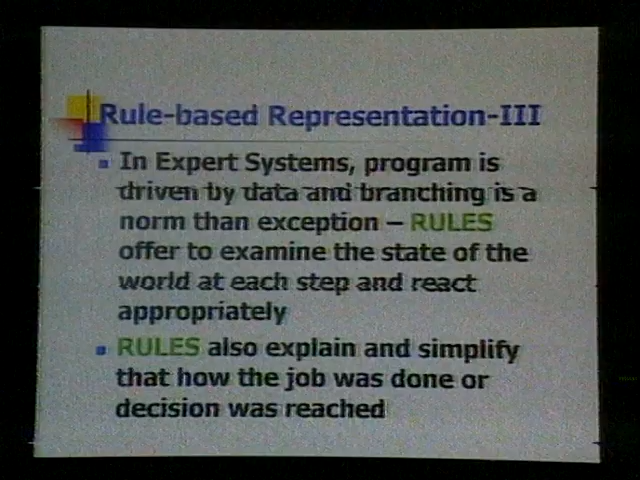 Rule-based Representation-III
In Expert Systems, program is
driven by data and branching is a
norm than exception – RULES
offer to examine the state of the
world at each step and react
appropriately
RULES also explain and simplify
that how the job was done or
decision was reached